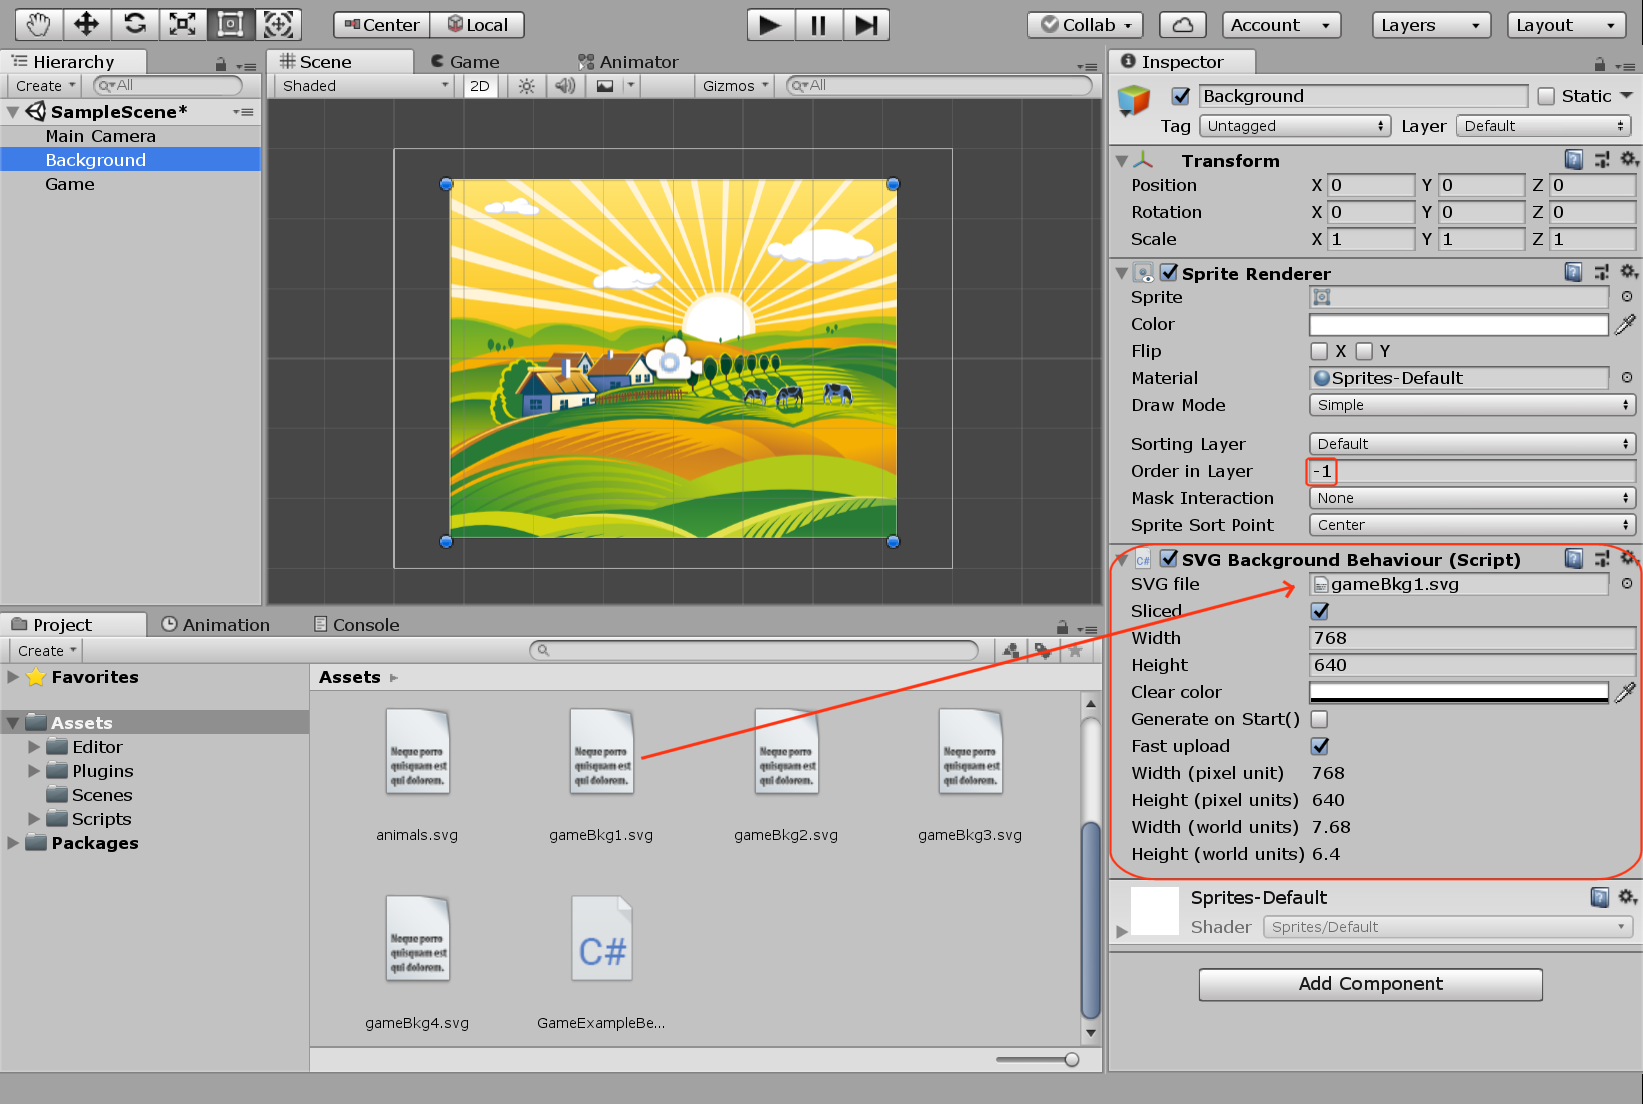 Center Local Collab Account Layers Layout
Hierarchy
Create All
SampleScene*
Main Camera
Background
Game
Scene Game Animator
Shaded 2D Gizmos All
Project Animation Console
Create
Favorites
Assets
Editor
Plugins
Scenes
Scripts
Packages
Assets
Neque porro
quisquam est
qui dolorem.
Neque porro
quisquam est
qui dolorem.
Neque porro
quisquam est
qui dolorem.
Neque porro
quisquam est
qui dolorem.
animals.svg gameBkg1.svg gameBkg2.svg gameBkg3.svg
Neque porro
quisquam est
qui dolorem.
C#
gameBkg4.svg GameExampleBe...
Inspector
Background Static
Tag Untagged Layer Default
Transform
Position X 0 Y 0 Z 0
Rotation X 0 Y 0 Z 0
Scale X 1 Y 1 Z 1
Sprite Renderer
Sprite
Color
Flip X Y
Material Sprites-Default
Draw Mode Simple
Sorting Layer Default
Order in Layer -1
Mask Interaction None
Sprite Sort Point Center
C# SVG Background Behaviour (Script)
SVG file gameBkg1.svg
Sliced
Width 768
Height 640
Clear color
Generate on Start()
Fast upload
Width (pixel unit) 768
Height (pixel units) 640
Width (world units) 7.68
Height (world units) 6.4
Sprites-Default
Shader Sprites/Default
Add Component